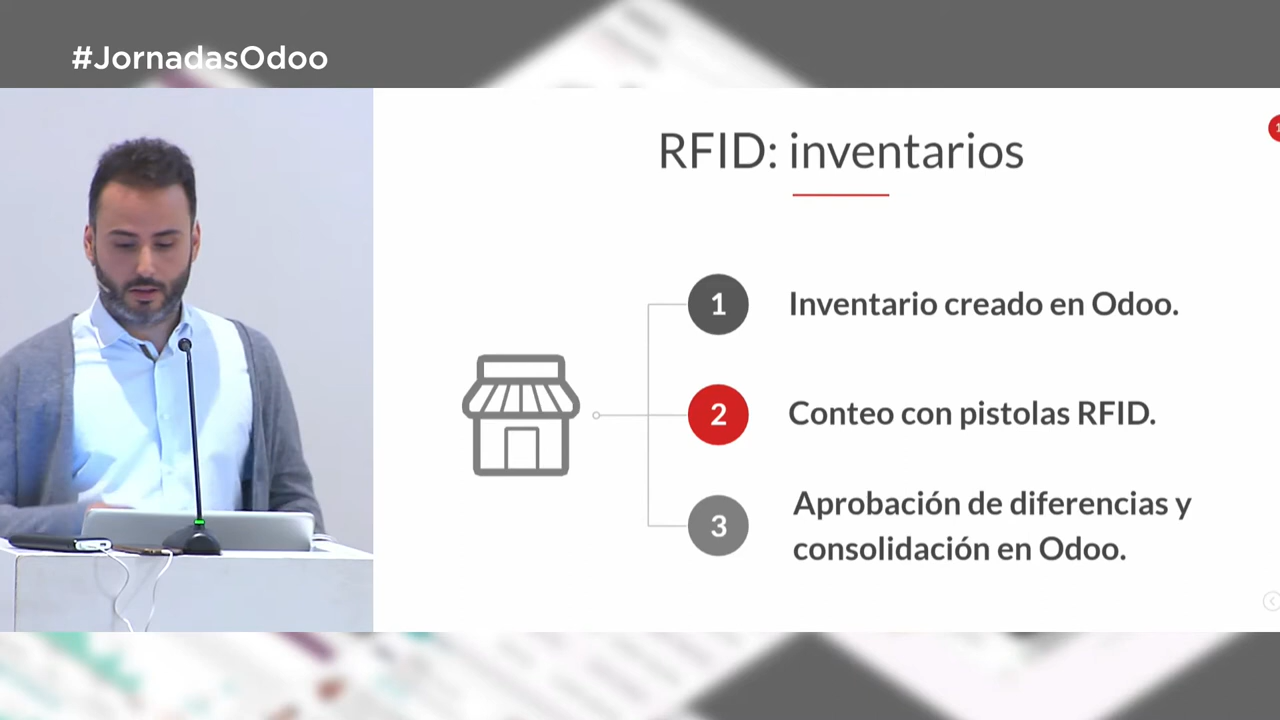 #JornadasOdoo
RFID: inventarios
1
Inventario creado en Odoo.
2
Conteo con pistolas RFID.
3
Aprobación de diferencias y
consolidación en Odoo.